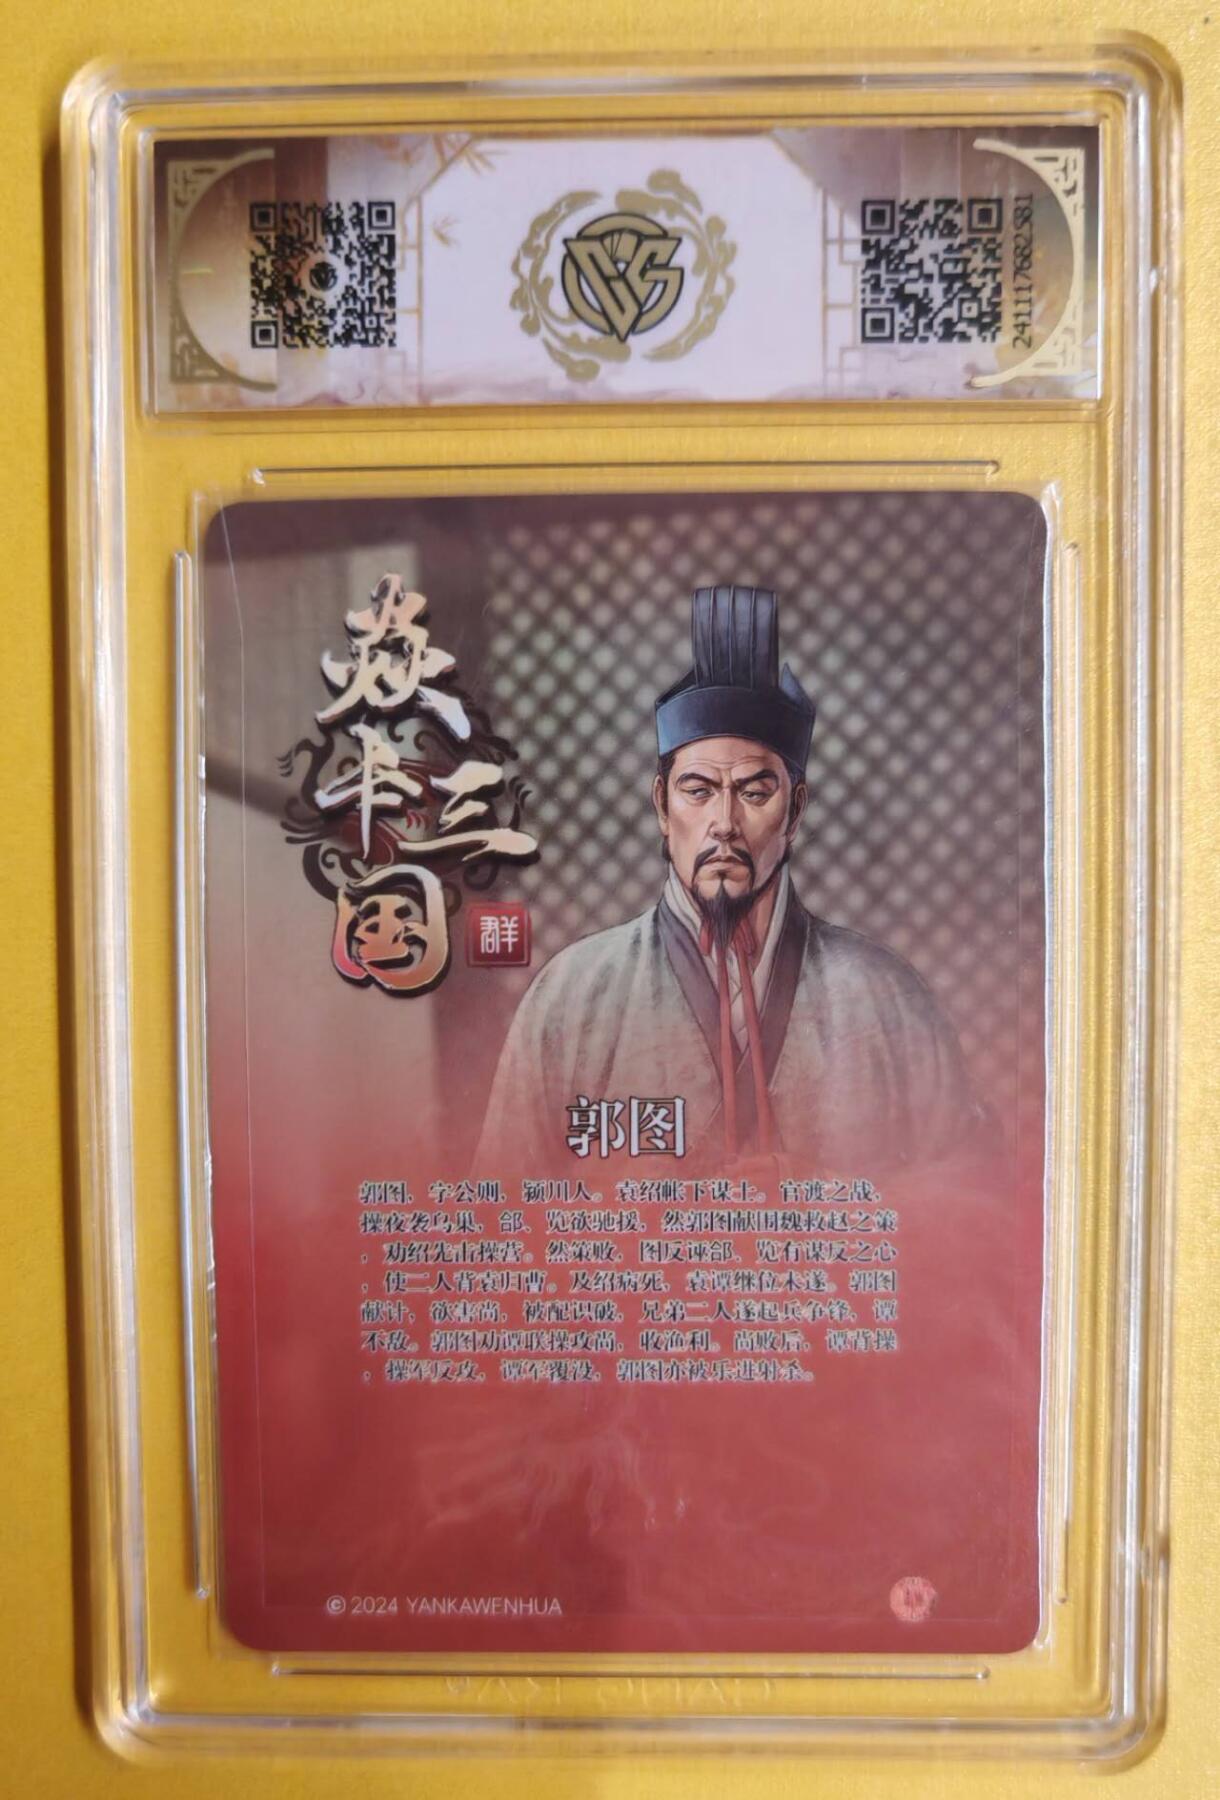 241117682581
焱
卡三
国
群
郭图
郭图，字公则，颍川人。袁绍帐下谋士。官渡之战，
操夜袭乌巢，郃、览欲驰援，然郭图献围魏救赵之策
，劝绍先击操营。然策败，图反诬郃、览有谋反之心
，使二人背袁归曹。及绍病死，袁谭继位未遂。郭图
献计，欲害尚，被配识破，兄弟二人遂起兵争锋，谭
不敌。郭图劝谭联操攻尚，收渔利。尚败后，谭背操
，操军反攻，谭军覆没，郭图亦被乐进射杀。
© 2024 YANKAWENHUA